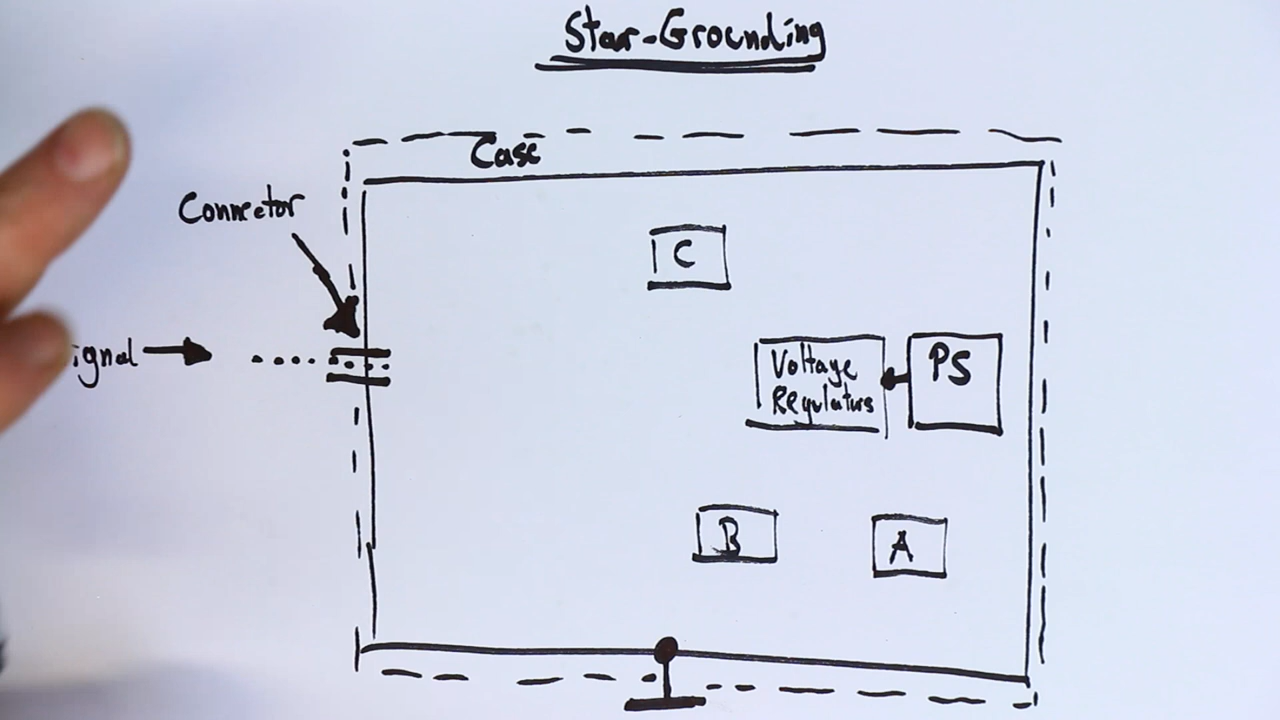 Star-Grounding
Case
Connector
ignal
C
Voltage
Regulators
PS
B
A